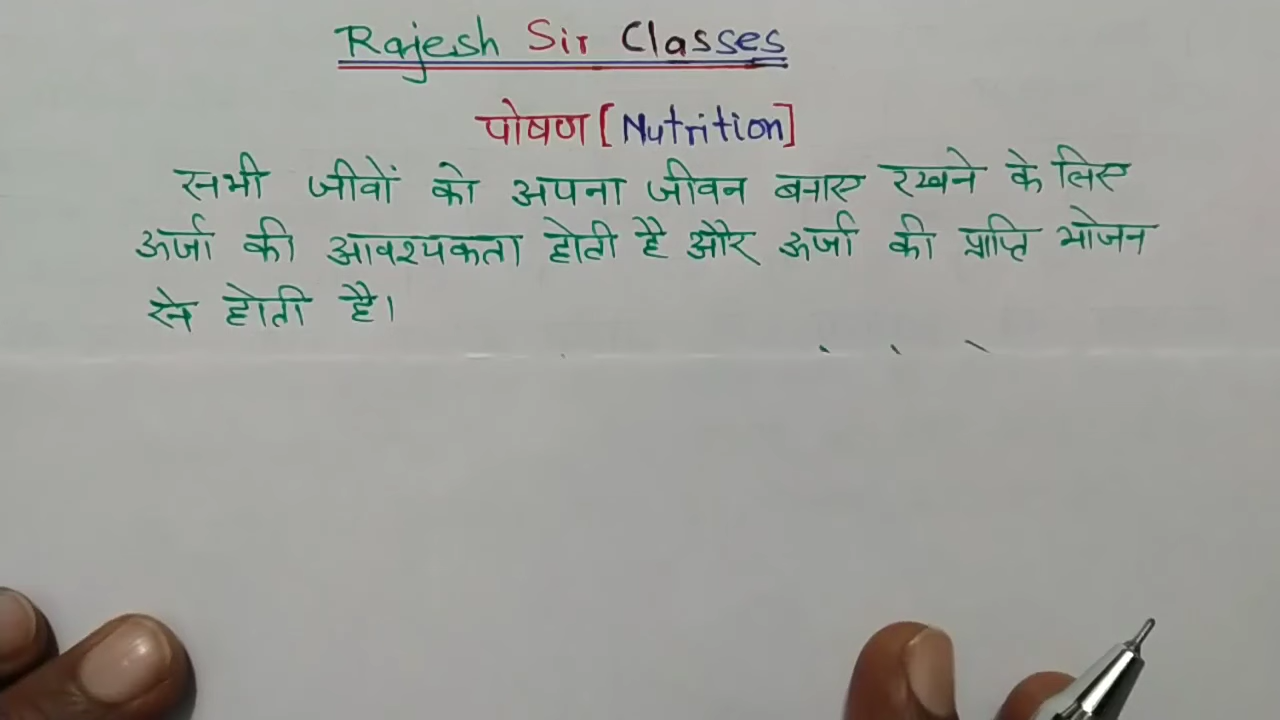 Rajesh Sir Classes
पोषण [Nutrition]
सभी जीवों को अपना जीवन बनाए रखने के लिए
ऊर्जा की आवश्यकता होती है और ऊर्जा की प्राप्ति भोजन
से होती है।